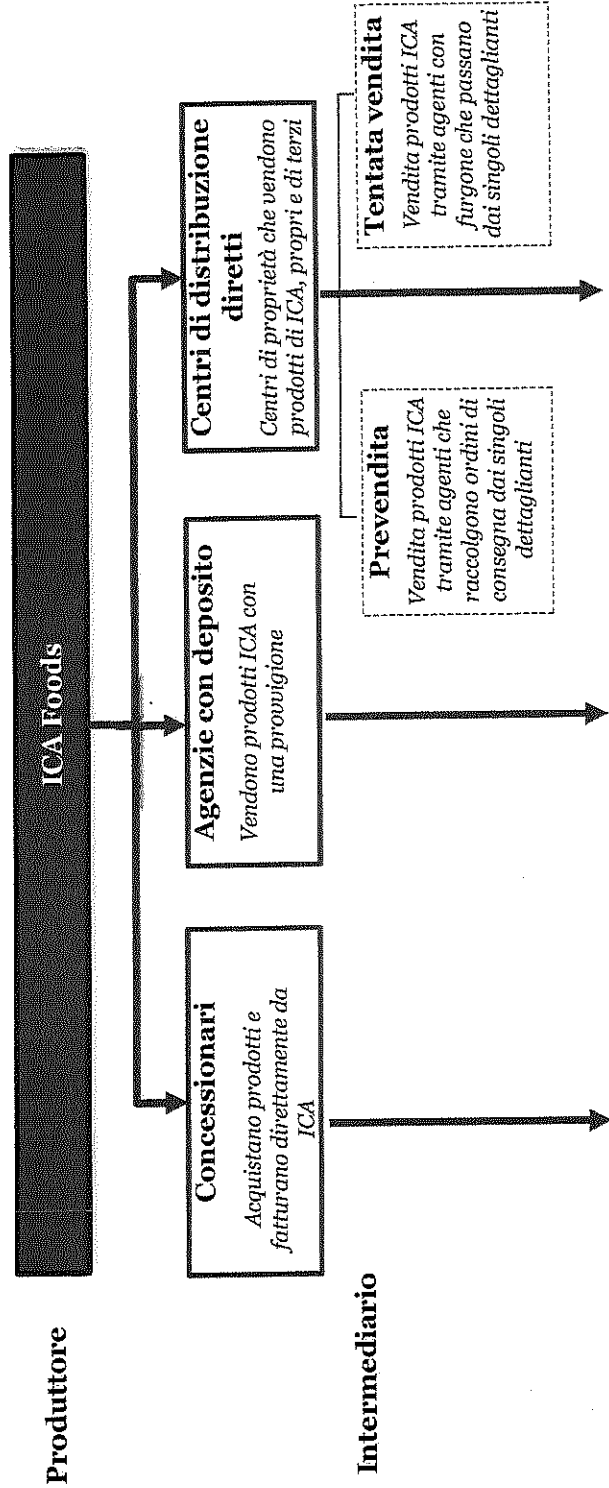 Produttore
ICA Foods
Concessionari
Acquistano prodotti e
fatturano direttamente da
ICA
Agenzie con deposito
Vendono prodotti ICA con
una provvigione
Centri di distribuzione
diretti
Centri di proprietà che vendono
prodotti di ICA, propri e di terzi
Intermediario
Prevendita
Vendita prodotti ICA
tramite agenti che
raccolgono ordini di
consegna dai singoli
dettaglianti
Tentata vendita
Vendita prodotti ICA
tramite agenti con
furgone che passano
dai singoli dettaglianti